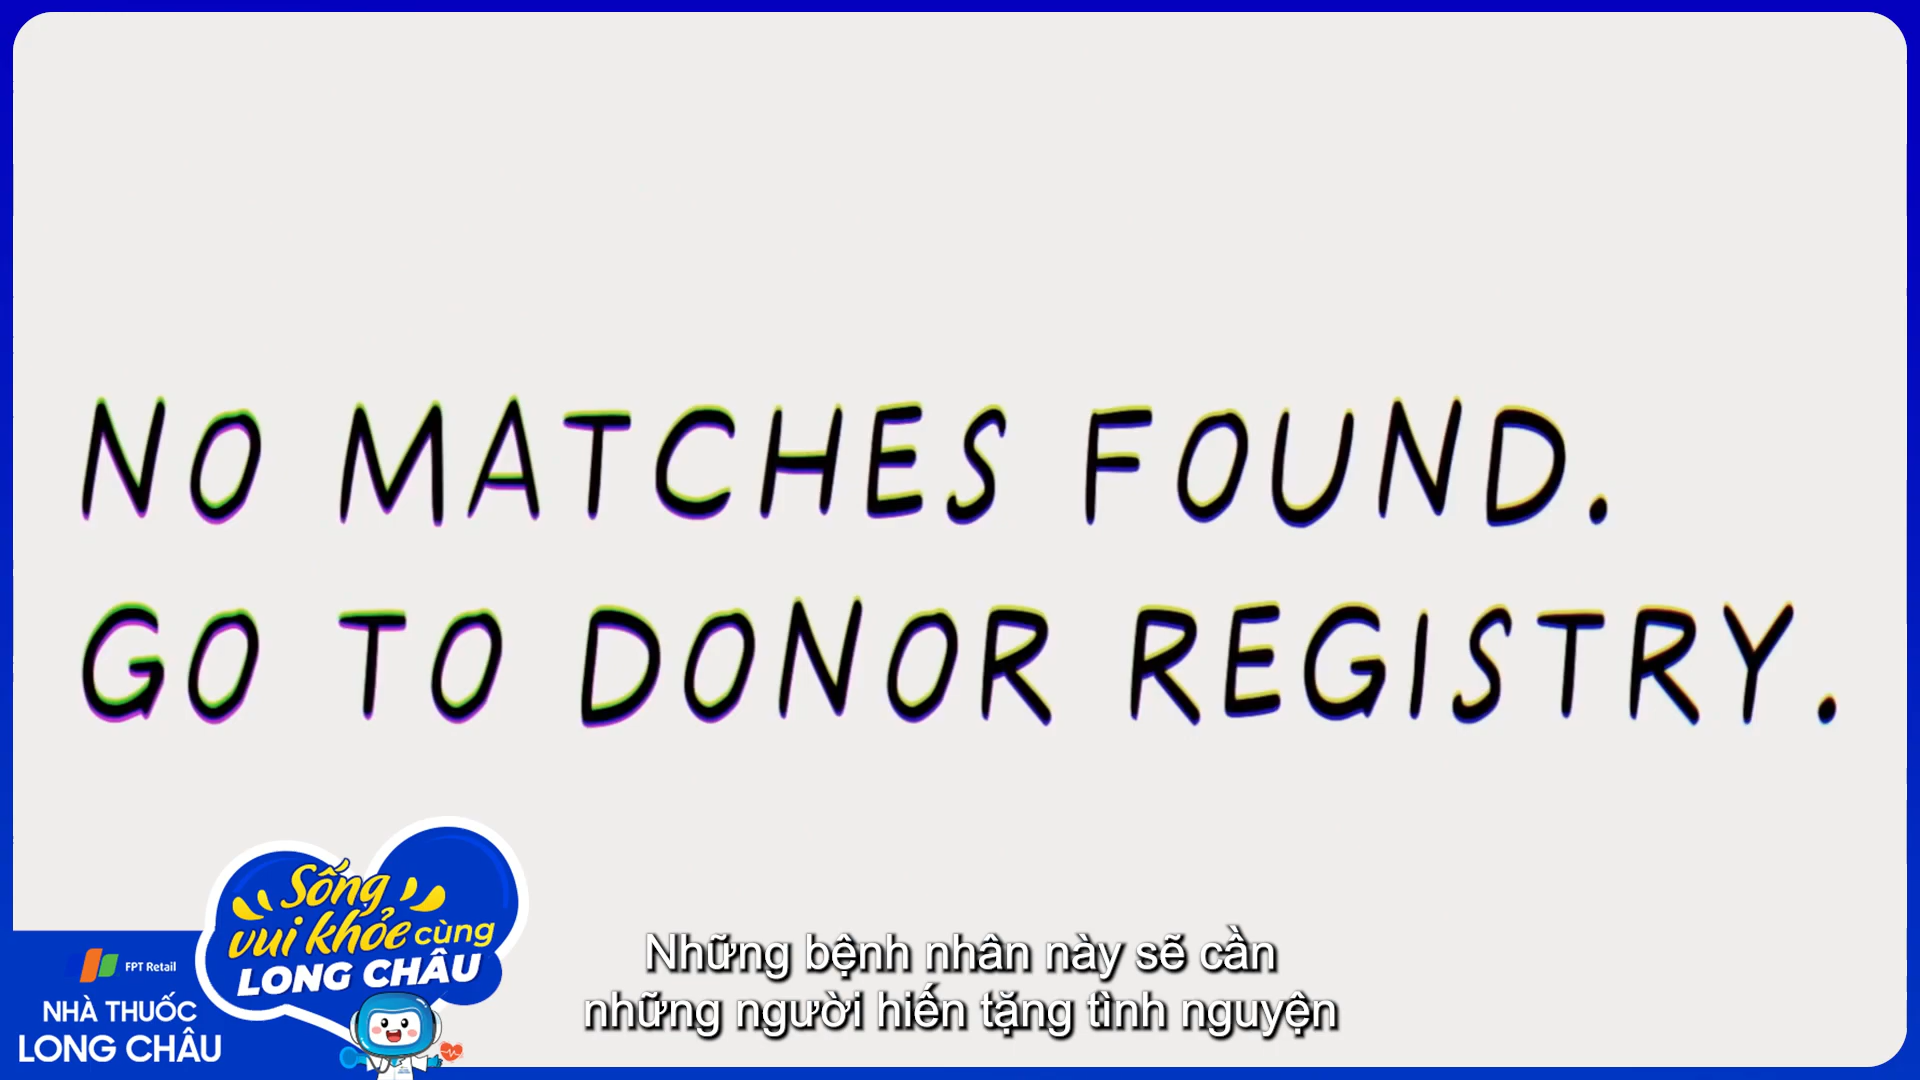 NO MATCHES FOUND.
GO TO DONOR REGISTRY.
Sống
vui khỏe cùng
LONG CHÂU
FPT Retail
NHÀ THUỐC
LONG CHÂU
Những bệnh nhân này sẽ cần
những người hiến tặng tình nguyện